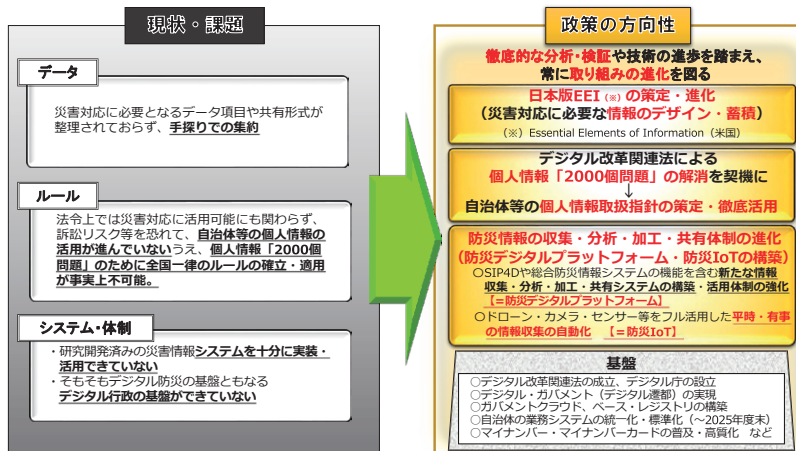 現状・課題
データ
災害対応に必要となるデータ項目や共有形式が
整理されておらず、手探りでの集約
ルール
法令上では災害対応に活用可能にも関わらず、
訴訟リスク等を恐れて、自治体等の個人情報の
活用が進んでいないうえ、個人情報「2000個
問題」のために全国一律のルールの確立・適用
が事実上不可能。
システム・体制
・研究開発済みの災害情報システムを十分に実装・
活用できていない
・そもそもデジタル防災の基盤ともなる
デジタル行政の基盤ができていない
政策の方向性
徹底的な分析・検証や技術の進歩を踏まえ、
常に取り組みの進化を図る
日本版EEI（※）の策定・進化
（災害対応に必要な情報のデザイン・蓄積）
（※）Essential Elements of Information（米国）
デジタル改革関連法による
個人情報「2000個問題」の解消を契機に
↓
自治体等の個人情報取扱指針の策定・徹底活用
防災情報の収集・分析・加工・共有体制の進化
（防災デジタルプラットフォーム・防災IoTの構築）
○SIP4Dや総合防災情報システムの機能を含む新たな情報
収集・分析・加工・共有システムの構築・活用体制の強化
【＝防災デジタルプラットフォーム】
○ドローン・カメラ・センサー等をフル活用した平時・有事
の情報収集の自動化　【＝防災IoT】
基盤
○デジタル改革関連法の成立、デジタル庁の設立
○デジタル・ガバメント（デジタル遷都）の実現
○ガバメントクラウド、ベース・レジストリの構築
○自治体の業務システムの統一化・標準化（～2025年度末）
○マイナンバー・マイナンバーカードの普及・高質化　など